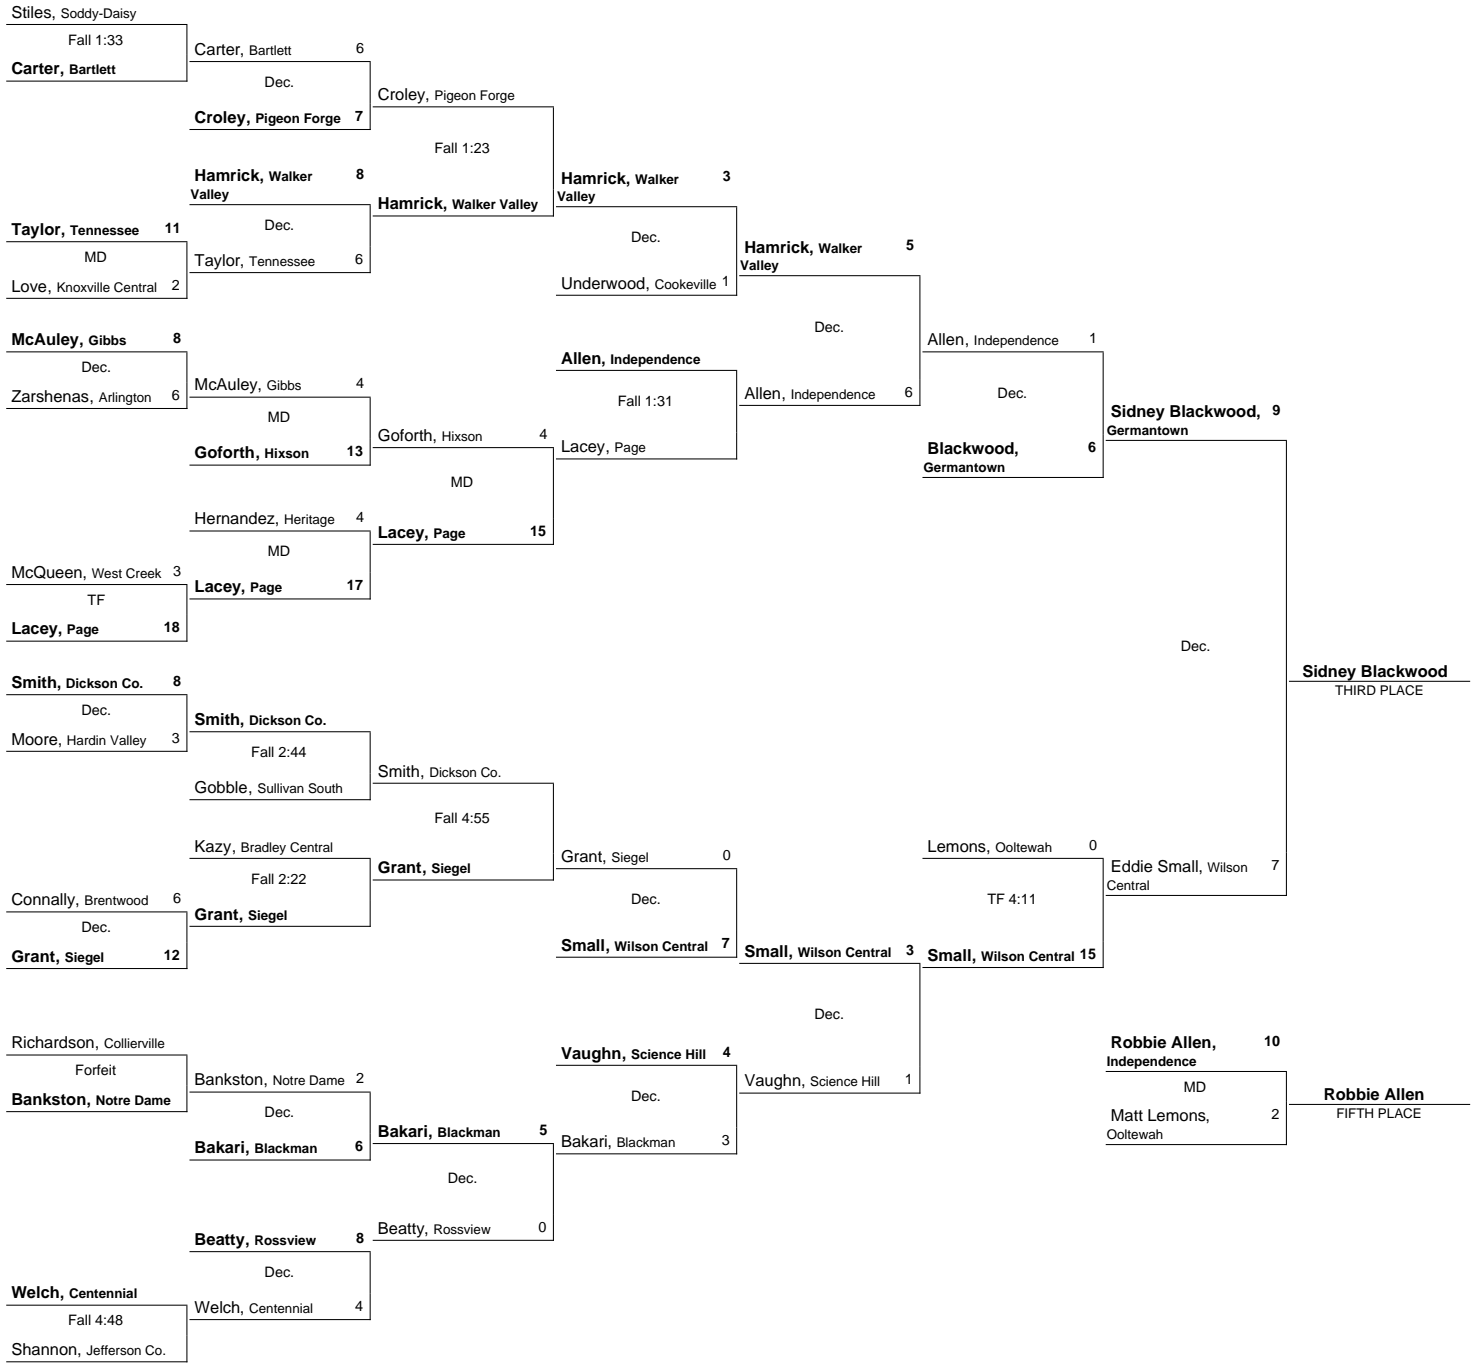 Stiles, Soddy-Daisy
Fall 1:33
Carter, Bartlett
Taylor, Tennessee 11
MD
Love, Knoxville Central 2
McAuley, Gibbs 8
Dec.
Zarshenas, Arlington 6
McQueen, West Creek 3
TF
Lacey, Page 18
Smith, Dickson Co. 8
Dec.
Moore, Hardin Valley 3
Connally, Brentwood 6
Dec.
Grant, Siegel 12
Richardson, Collierville
Forfeit
Bankston, Notre Dame
Welch, Centennial
Fall 4:48
Shannon, Jefferson Co.
Carter, Bartlett 6
Dec.
Croley, Pigeon Forge 7
Hamrick, Walker 8
Valley
Dec.
Taylor, Tennessee 6
McAuley, Gibbs 4
MD
Goforth, Hixson 13
Hernandez, Heritage 4
MD
Lacey, Page 17
Smith, Dickson Co.
Fall 2:44
Gobble, Sullivan South
Kazy, Bradley Central
Fall 2:22
Grant, Siegel
Bankston, Notre Dame 2
Dec.
Bakari, Blackman 6
Beatty, Rossview 8
Dec.
Welch, Centennial 4
Croley, Pigeon Forge
Fall 1:23
Hamrick, Walker Valley
Goforth, Hixson 4
MD
Lacey, Page 15
Smith, Dickson Co.
Fall 4:55
Grant, Siegel
Bakari, Blackman 5
Dec.
Beatty, Rossview 0
Hamrick, Walker 3
Valley
Dec.
Underwood, Cookeville 1
Allen, Independence
Fall 1:31
Lacey, Page
Grant, Siegel 0
Dec.
Small, Wilson Central 7
Vaughn, Science Hill 4
Dec.
Bakari, Blackman 3
Hamrick, Walker 5
Valley
Dec.
Allen, Independence 6
Small, Wilson Central 3
Dec.
Vaughn, Science Hill 1
Allen, Independence 1
Dec.
Blackwood, 6
Germantown
Lemons, Ooltewah 0
TF 4:11
Small, Wilson Central 15
Sidney Blackwood, 9
Germantown
Dec.
Eddie Small, Wilson 7
Central
Sidney Blackwood
THIRD PLACE
Robbie Allen, 10
Independence
MD
Matt Lemons, 2
Ooltewah
Robbie Allen
FIFTH PLACE